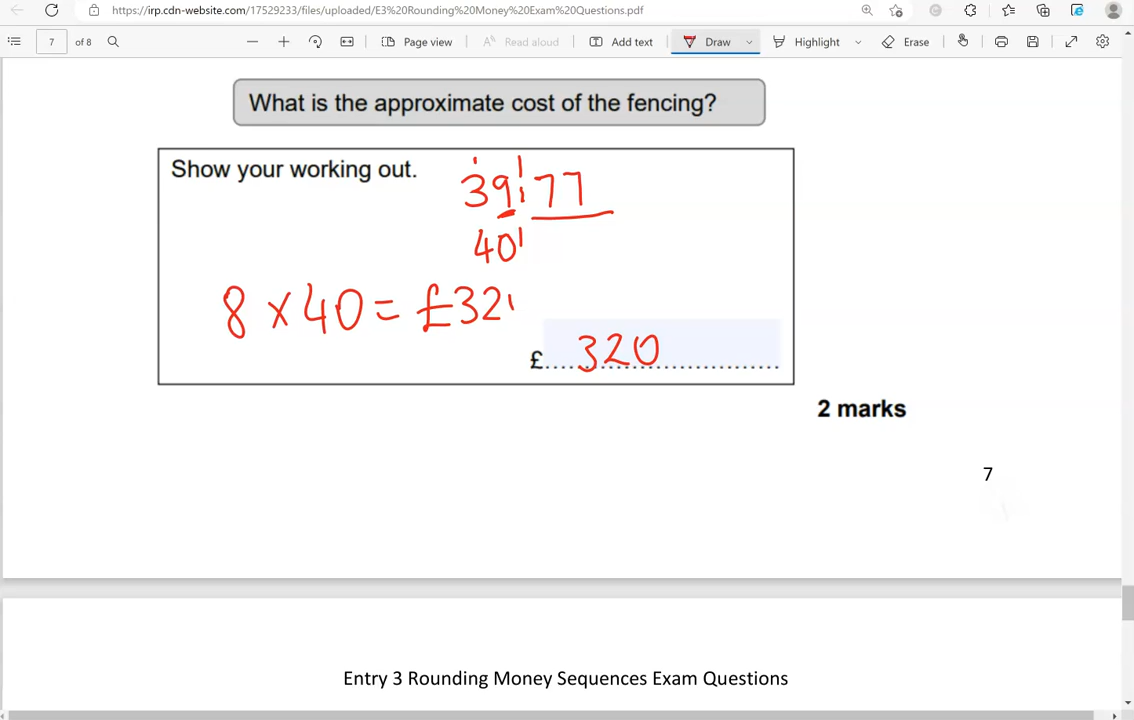 https://irp.cdn-website.com/17529233/files/uploaded/E3%20Rounding%20Money%20Exam%20Questions.pdf
7 of 8 Page view Read aloud Add text Draw Highlight Erase
What is the approximate cost of the fencing?
Show your working out.
39.77
40
8 × 40 = £32
£ 320
2 marks
7
Entry 3 Rounding Money Sequences Exam Questions